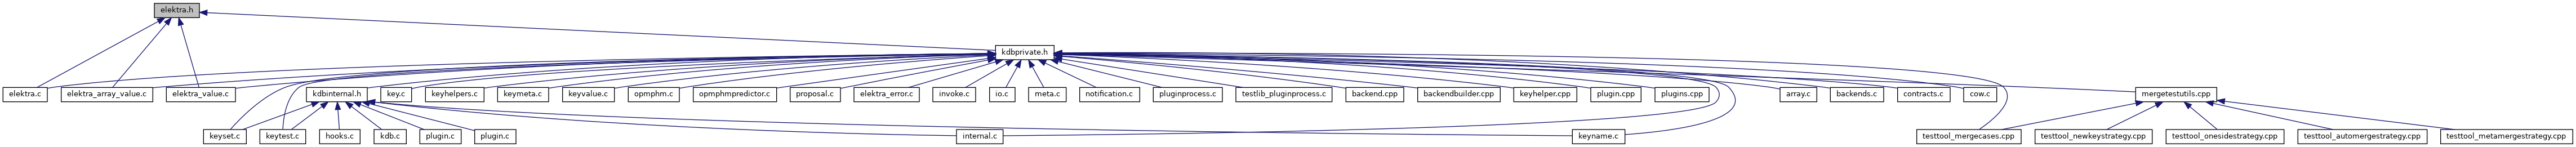 elektra.h
kdbprivate.h
elektra.c
elektra_array_value.c
elektra_value.c
kdbinternal.h
key.c
keyhelpers.c
keymeta.c
keyvalue.c
opmphm.c
opmphmpredictor.c
proposal.c
elektra_error.c
invoke.c
io.c
meta.c
notification.c
pluginprocess.c
testlib_pluginprocess.c
backend.cpp
backendbuilder.cpp
keyhelper.cpp
plugin.cpp
plugins.cpp
array.c
backends.c
contracts.c
cow.c
mergetestutils.cpp
keyset.c
keytest.c
hooks.c
kdb.c
plugin.c
plugin.c
internal.c
keyname.c
testtool_mergecases.cpp
testtool_newkeystrategy.cpp
testtool_onesidestrategy.cpp
testtool_automergestrategy.cpp
testtool_metamergestrategy.cpp